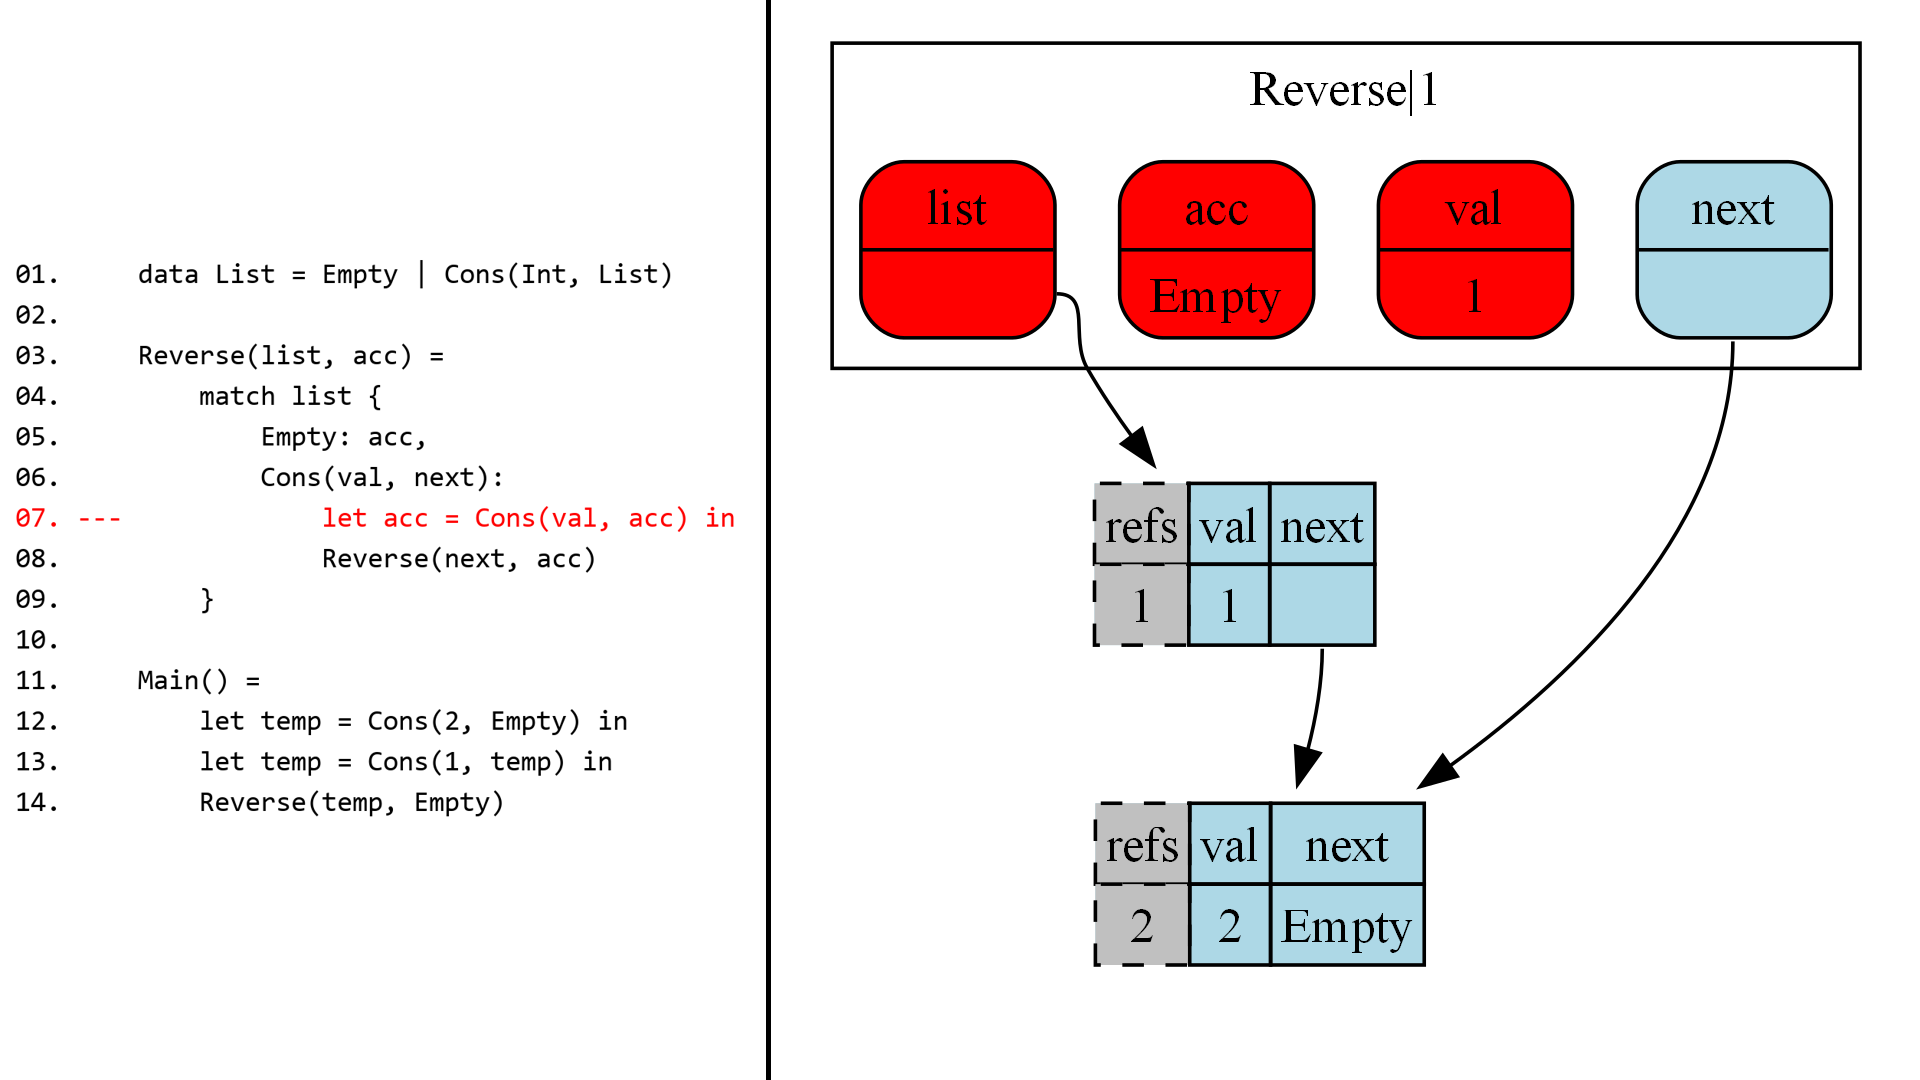 01.     data List = Empty | Cons(Int, List)
02.
03.     Reverse(list, acc) =
04.         match list {
05.             Empty: acc,
06.             Cons(val, next):
07. ---             let acc = Cons(val, acc) in
08.                 Reverse(next, acc)
09.         }
10.
11.     Main() =
12.         let temp = Cons(2, Empty) in
13.         let temp = Cons(1, temp) in
14.         Reverse(temp, Empty)
Reverse|1
list acc val next
Empty 1
refs val next
1 1
refs val next
2 2 Empty